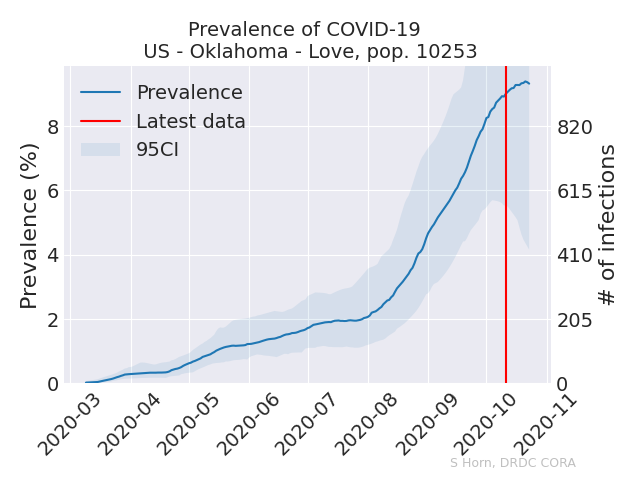 Prevalence of COVID-19
US - Oklahoma - Love, pop. 10253
Prevalence
Latest data
95CI
Prevalence (%)
8
6
4
2
0
820
615
410
205
0
# of infections
2020-03
2020-04
2020-05
2020-06
2020-07
2020-08
2020-09
2020-10
2020-11
S Horn, DRDC CORA